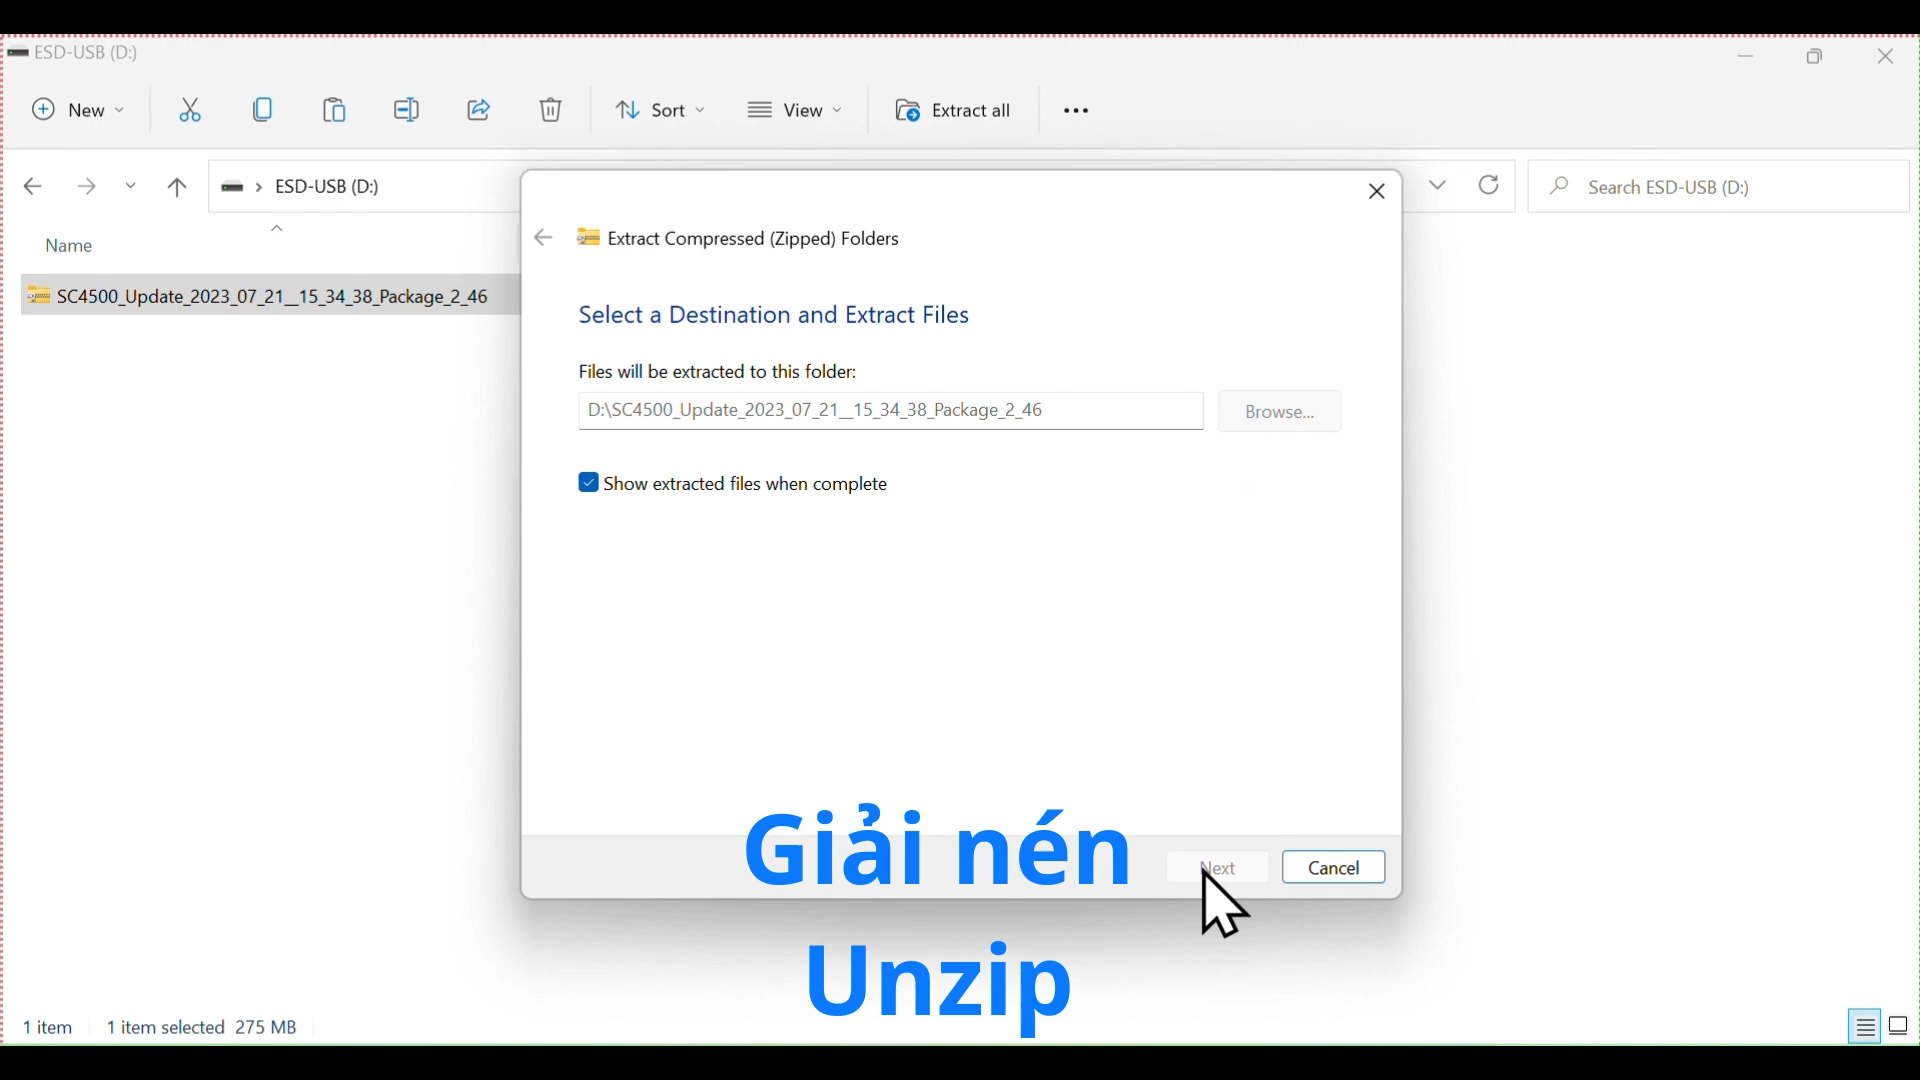 ESD-USB (D:)
New
Sort
View
Extract all
ESD-USB (D:)
Search ESD-USB (D:)
Name
SC4500_Update_2023_07_21__15_34_38_Package_2_46
Extract Compressed (Zipped) Folders
Select a Destination and Extract Files
Files will be extracted to this folder:
D:\SC4500_Update_2023_07_21__15_34_38_Package_2_46
Browse...
Show extracted files when complete
Giải nén
Next
Cancel
Unzip
1 item
1 item selected 275 MB